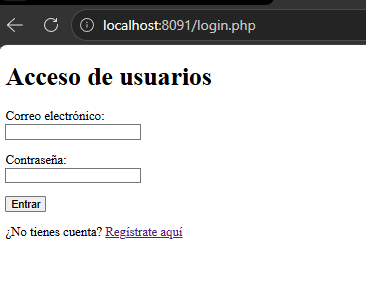 localhost:8091/login.php
Acceso de usuarios
Correo electrónico:
Contraseña:
Entrar
¿No tienes cuenta? Regístrate aquí